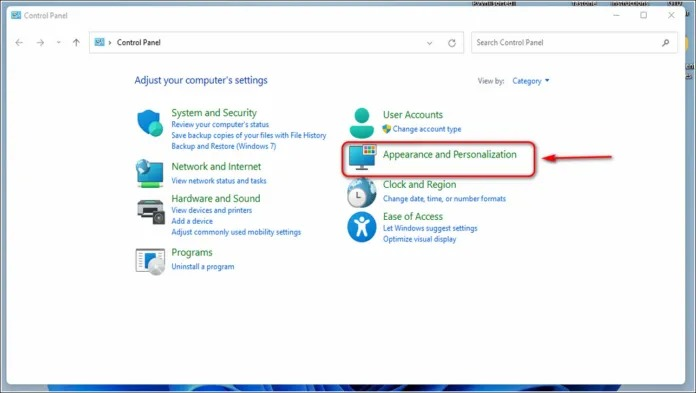 Control Panel
Control Panel
Search Control Panel
Adjust your computer's settings
View by: Category
System and Security
Review your computer's status
Save backup copies of your files with File History
Backup and Restore (Windows 7)
Network and Internet
View network status and tasks
Hardware and Sound
View devices and printers
Add a device
Adjust commonly used mobility settings
Programs
Uninstall a program
User Accounts
Change account type
Appearance and Personalization
Clock and Region
Change date, time, or number formats
Ease of Access
Let Windows suggest settings
Optimize visual display